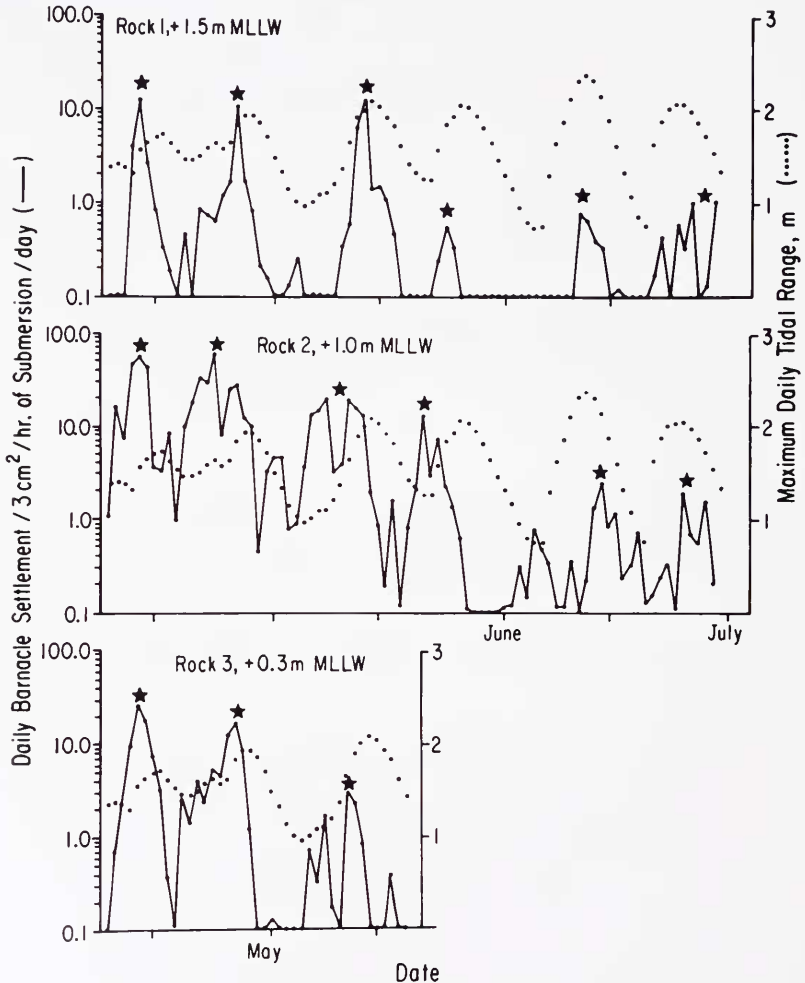 Daily Barnacle Settlement / 3 cm²/hr. of Submersion / day (—)
Maximum Daily Tidal Range, m (......)
100.0
10.0
1.0
0.1
Rock 1, +1.5 m MLLW
3
2
1
100.0
10.0
1.0
0.1
Rock 2, +1.0 m MLLW
3
2
1
June
July
100.0
10.0
1.0
0.1
Rock 3, +0.3 m MLLW
3
2
1
May
Date